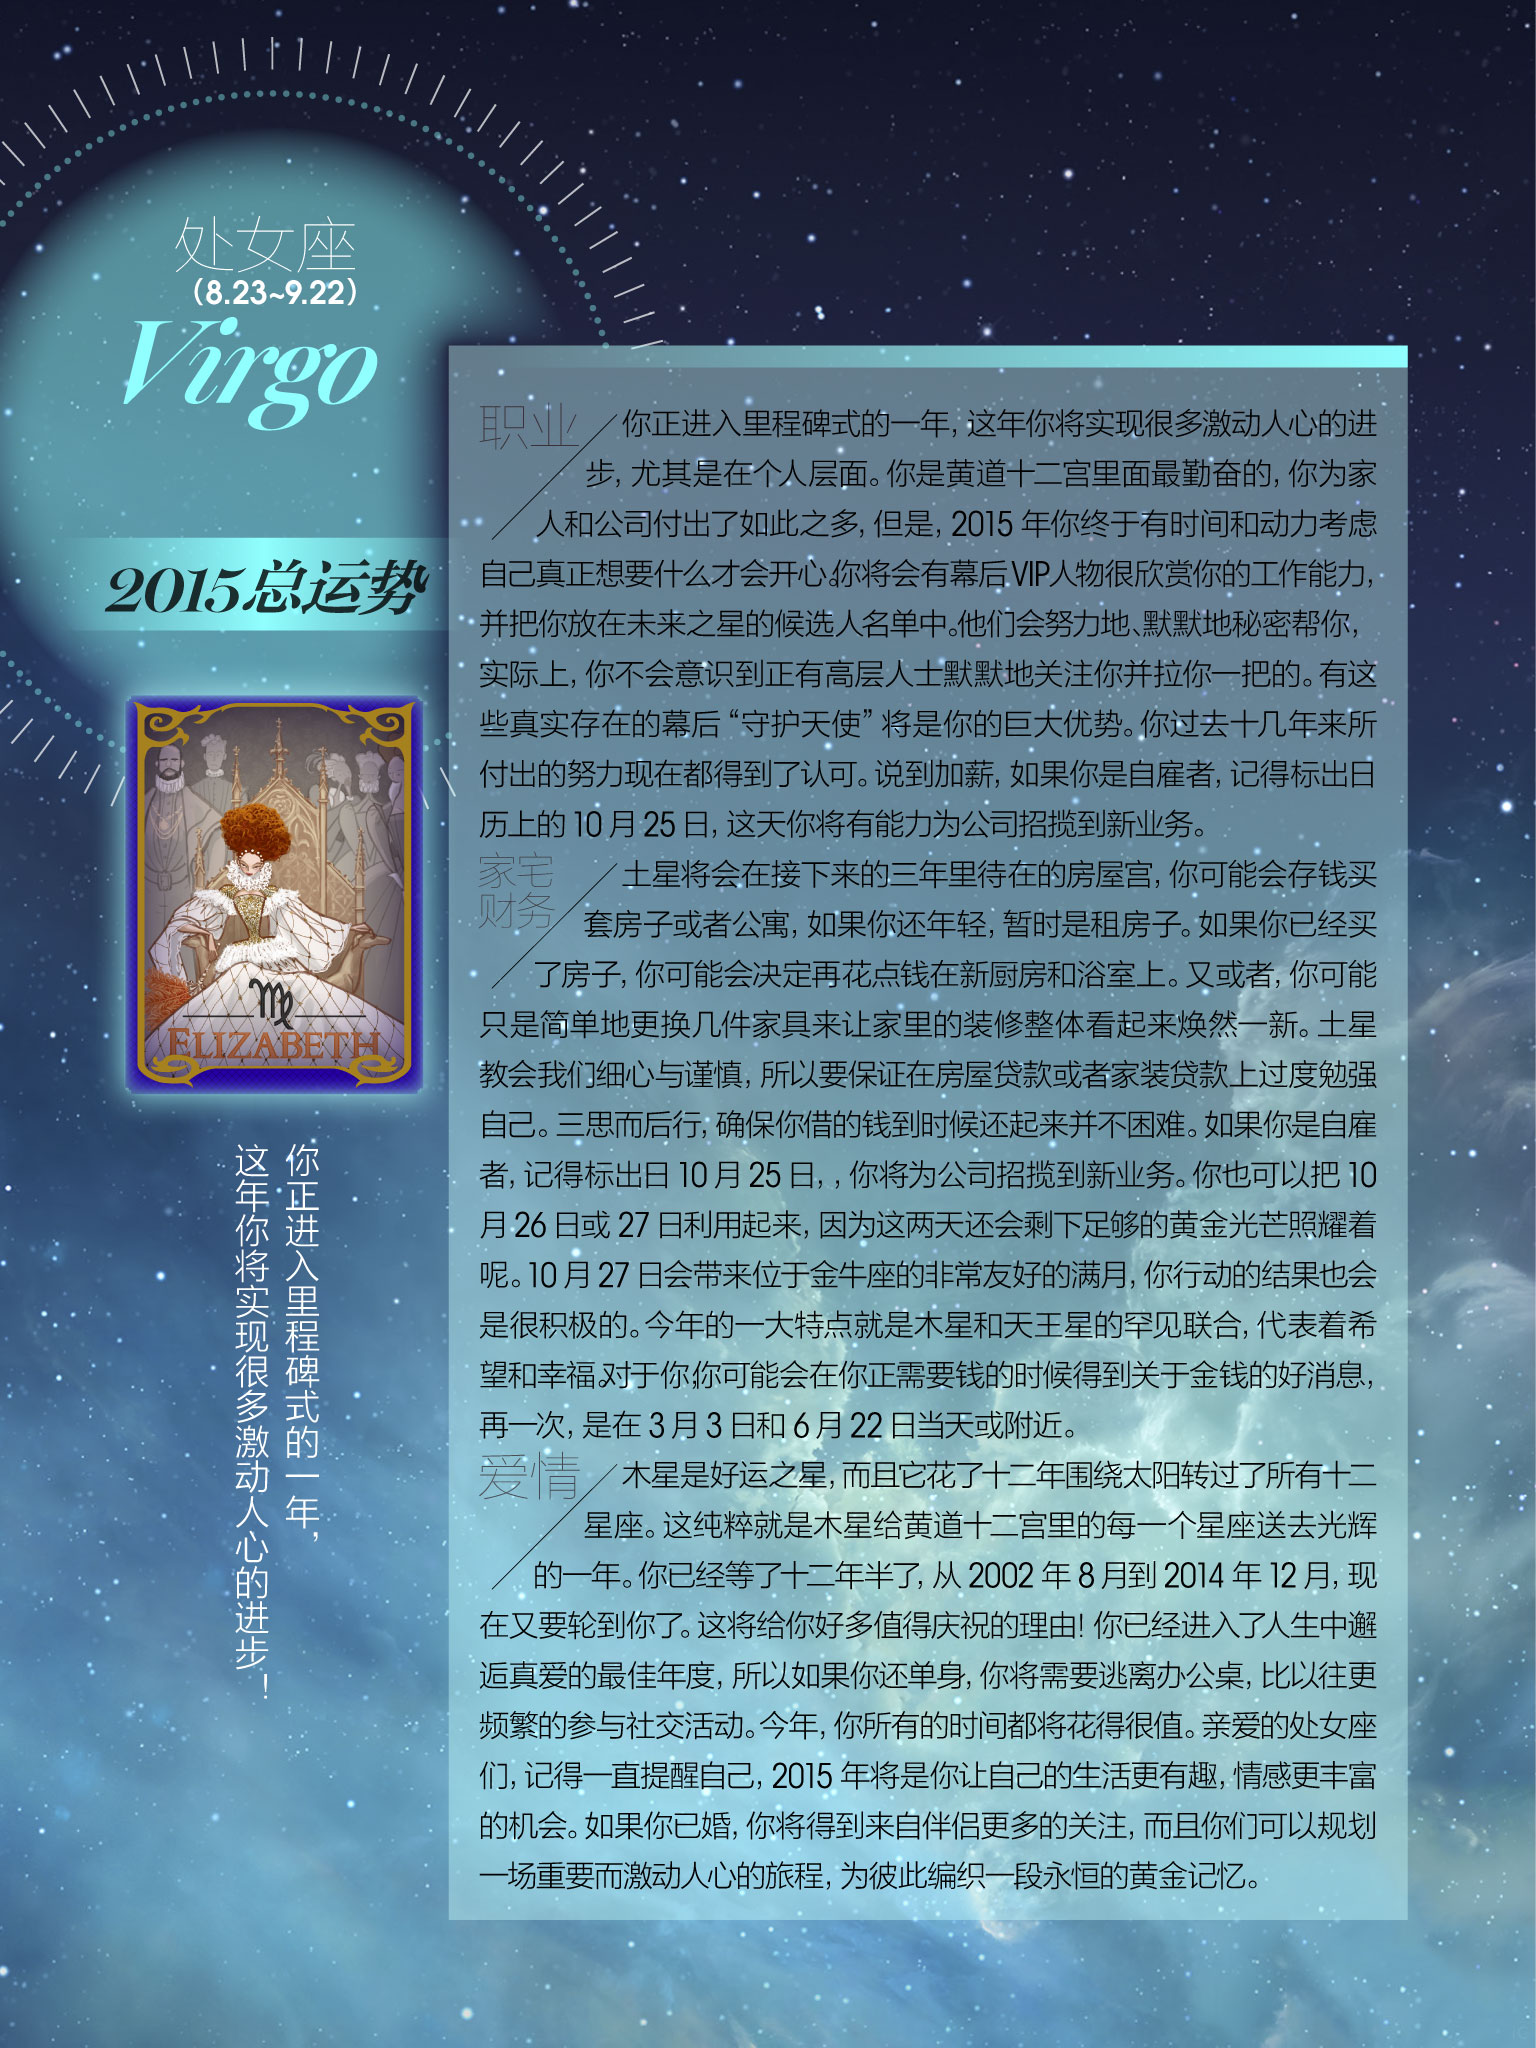 处女座
（8.23~9.22）
Virgo
2015总运势
ELIZABETH
你正进入里程碑式的一年，
这年你将实现很多激动人心的进步！
职业
你正进入里程碑式的一年，这年你将实现很多激动人心的进
步，尤其是在个人层面。你是黄道十二宫里面最勤奋的，你为家
人和公司付出了如此之多，但是，2015 年你终于有时间和动力考虑
自己真正想要什么才会开心。你将会有幕后VIP人物很欣赏你的工作能力，
并把你放在未来之星的候选人名单中。他们会努力地、默默地秘密帮你，
实际上，你不会意识到正有高层人士默默地关注你并拉你一把的。有这
些真实存在的幕后“守护天使”将是你的巨大优势。你过去十几年来所
付出的努力现在都得到了认可。说到加薪，如果你是自雇者，记得标出日
历上的 10 月 25 日，这天你将有能力为公司招揽到新业务。
家宅
财务
土星将会在接下来的三年里待在的房屋宫，你可能会存钱买
套房子或者公寓，如果你还年轻，暂时是租房子。如果你已经买
了房子，你可能会决定再花点钱在新厨房和浴室上。又或者，你可能
只是简单地更换几件家具来让家里的装修整体看起来焕然一新。土星
教会我们细心与谨慎，所以要保证在房屋贷款或者家装贷款上过度勉强
自己。三思而后行，确保你借的钱到时候还起来并不困难。如果你是自雇
者，记得标出日 10 月 25 日，，你将为公司招揽到新业务。你也可以把 10
月 26 日或 27 日利用起来，因为这两天还会剩下足够的黄金光芒照耀着
呢。10 月 27 日会带来位于金牛座的非常友好的满月，你行动的结果也会
是很积极的。今年的一大特点就是木星和天王星的罕见联合，代表着希
望和幸福。对于你，你可能会在你正需要钱的时候得到关于金钱的好消息，
再一次，是在 3 月 3 日和 6 月 22 日当天或附近。
爱情
木星是好运之星，而且它花了十二年围绕太阳转过了所有十二
星座。这纯粹就是木星给黄道十二宫里的每一个星座送去光辉
的一年。你已经等了十二年半了，从 2002 年 8 月到 2014 年 12 月，现
在又要轮到你了。这将给你好多值得庆祝的理由！你已经进入了人生中邂
逅真爱的最佳年度，所以如果你还单身，你将需要逃离办公桌，比以往更
频繁的参与社交活动。今年，你所有的时间都将花得很值。亲爱的处女座
们，记得一直提醒自己，2015 年将是你让自己的生活更有趣，情感更丰富
的机会。如果你已婚，你将得到来自伴侣更多的关注，而且你们可以规划
一场重要而激动人心的旅程，为彼此编织一段永恒的黄金记忆。